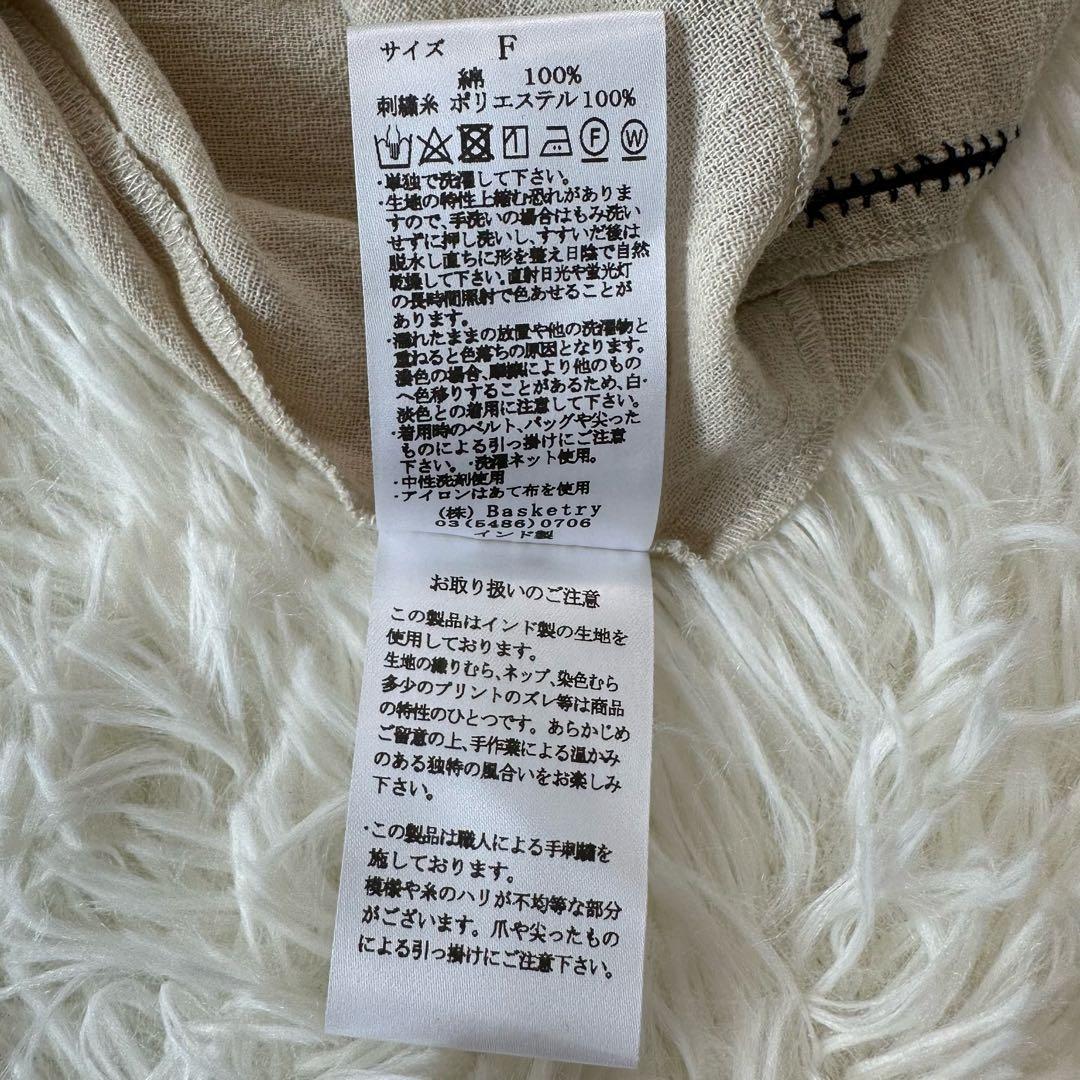 サイズ F
綿 100%
刺繍糸 ポリエステル100%
F W
・単独で洗濯して下さい。
・生地の特性上縮む恐れがありま
すので、手洗いの場合はもみ洗い
せずに押し洗いし、すすいだ後は
脱水し直ちに形を整え日陰で自然
乾燥して下さい。直射日光や蛍光灯
の長時間照射で色あせることが
あります。
・濡れたままの放置や他の洗濯物と
重ねると色落ちの原因となります。
濃色の場合、摩擦により他のもの
へ色移りすることがあるため、白・
淡色との着用に注意して下さい。
・着用時のベルト、バッグや尖った
ものによる引っ掛けにご注意
下さい。・洗濯ネット使用。
・中性洗剤使用
・アイロンはあて布を使用
(株) Basketry
03(5486)0706
インド製
お取り扱いのご注意
この製品はインド製の生地を
使用しております。
生地の織りむら、ネップ、染色むら
多少のプリントのズレ等は商品
の特性のひとつです。あらかじめ
ご留意の上、手作業による温かみ
のある独特の風合いをお楽しみ
下さい。
・この製品は職人による手刺繍を
施しております。
模様や糸のハリが不均等な部分
がございます。爪や尖ったもの
による引っ掛けにご注意下さい。